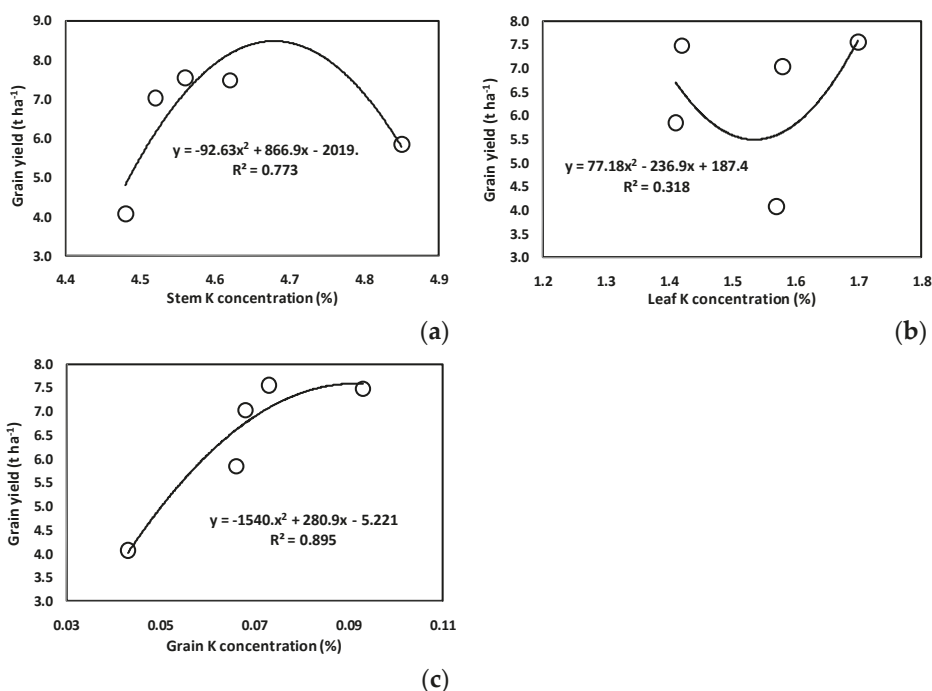 9.0
8.0
7.0
6.0
5.0
4.0
3.0
4.4 4.5 4.6 4.7 4.8 4.9
Grain yield (t ha⁻¹)
Stem K concentration (%)
y = -92.63x² + 866.9x - 2019.
R² = 0.773
(a)
8.0
7.5
7.0
6.5
6.0
5.5
5.0
4.5
4.0
3.5
3.0
1.2 1.3 1.4 1.5 1.6 1.7 1.8
Grain yield (t ha⁻¹)
Leaf K concentration (%)
y = 77.18x² - 236.9x + 187.4
R² = 0.318
(b)
8.0
7.5
7.0
6.5
6.0
5.5
5.0
4.5
4.0
3.5
3.0
0.03 0.05 0.07 0.09 0.11
Grain yield (t ha⁻¹)
Grain K concentration (%)
y = -1540.x² + 280.9x - 5.221
R² = 0.895
(c)